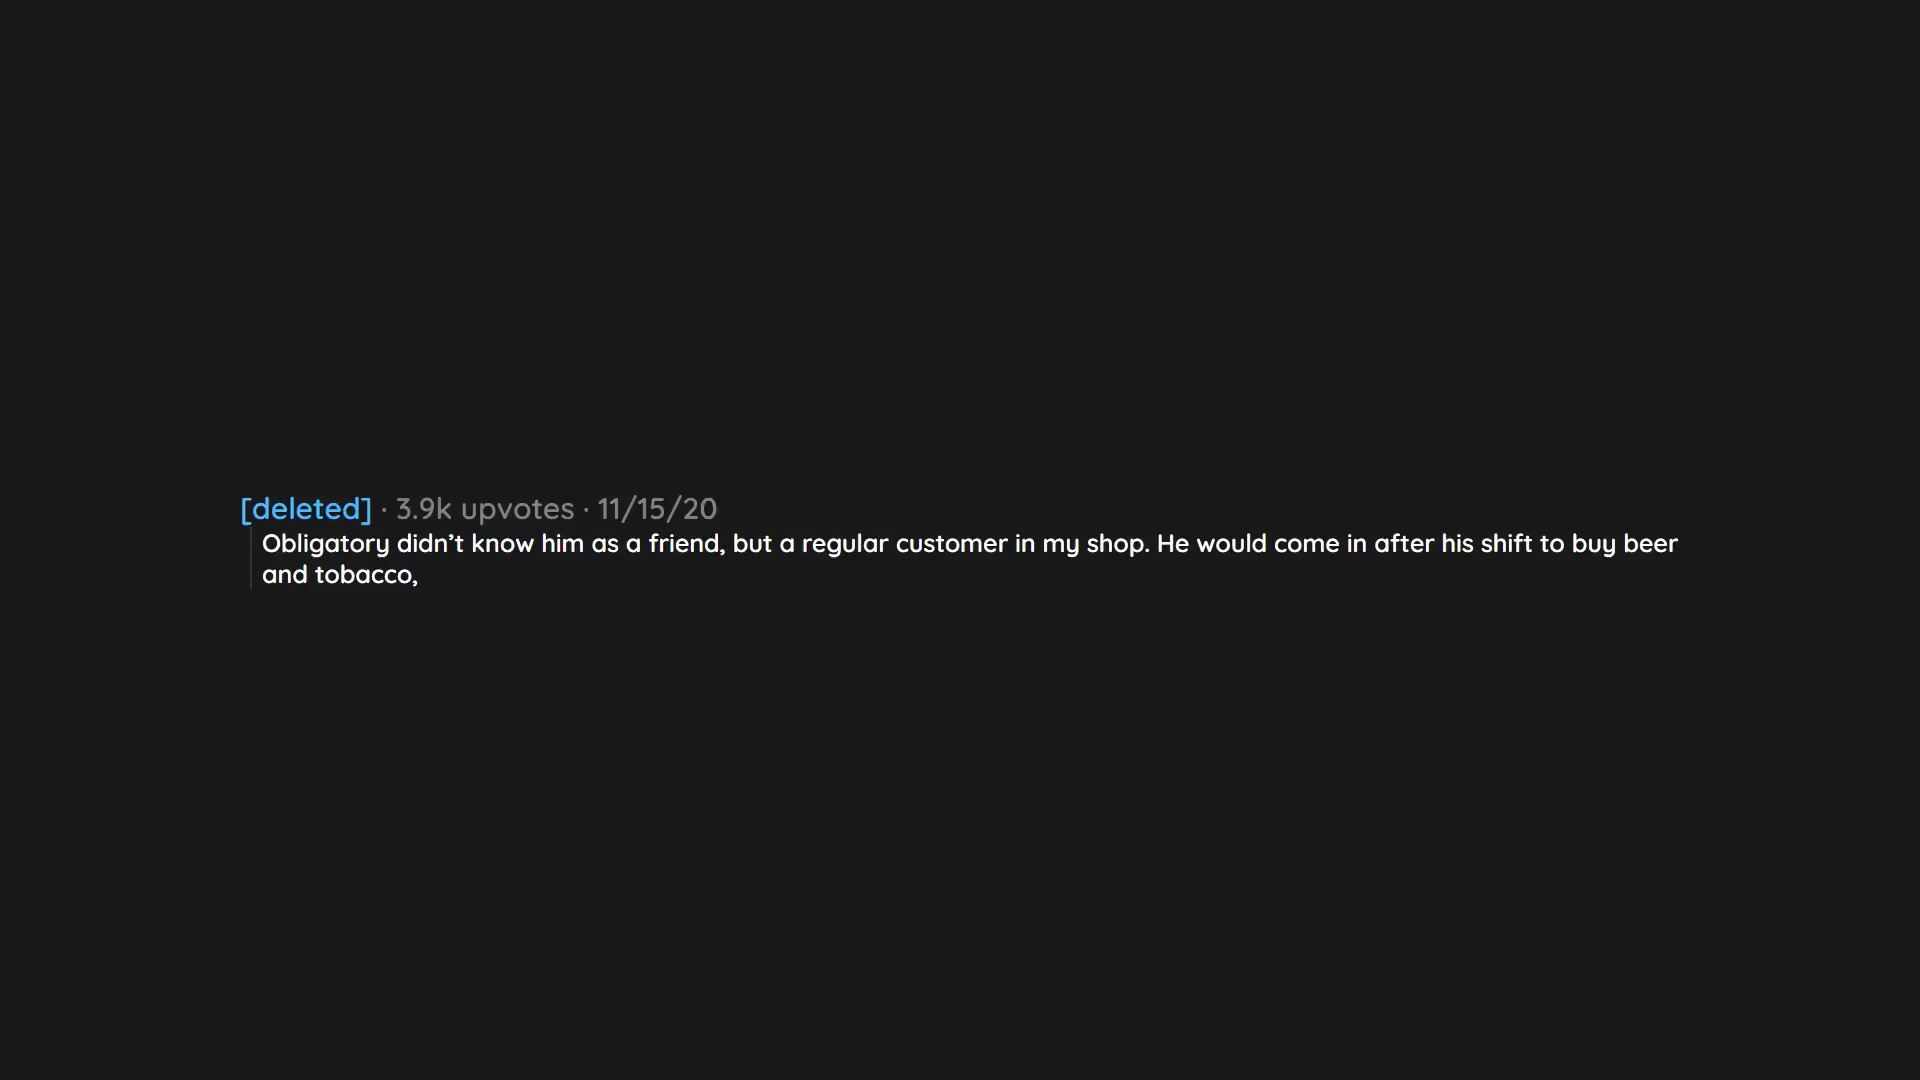 [deleted] · 3.9k upvotes · 11/15/20
Obligatory didn’t know him as a friend, but a regular customer in my shop. He would come in after his shift to buy beer
and tobacco,